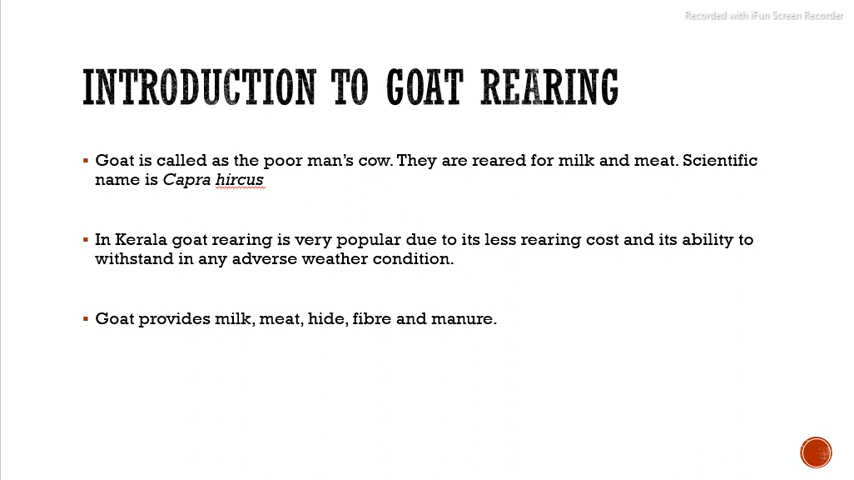 Recorded with iFun Screen Recorder
INTRODUCTION TO GOAT REARING
▪ Goat is called as the poor man's cow. They are reared for milk and meat. Scientific
name is Capra hircus
▪ In Kerala goat rearing is very popular due to its less rearing cost and its ability to
withstand in any adverse weather condition.
▪ Goat provides milk, meat, hide, fibre and manure.